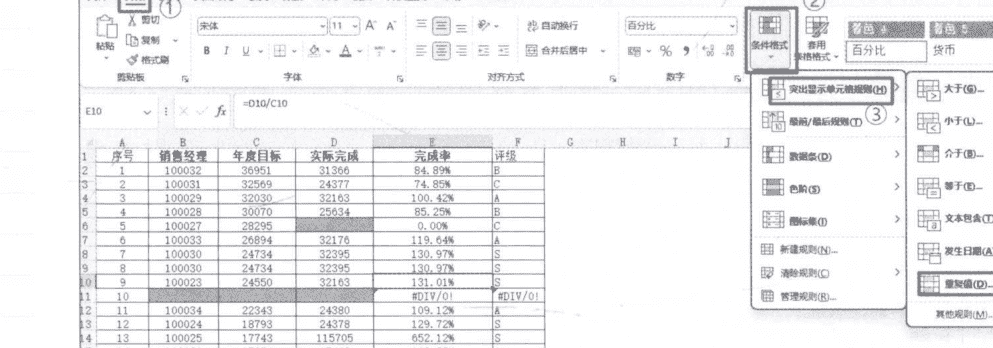 ①
②
剪切
复制
粘贴
格式刷
剪贴板
宋体
11
A A
B I U
A
字体
自动换行
合并后居中
对齐方式
百分比
%
数字
条件格式
套用
表格格式
百分比
货币
突出显示单元格规则(H)
③
最前/最后规则(T)
数据条(D)
色阶(S)
图标集(I)
新建规则(N)...
清除规则(C)
管理规则(R)...
大于(G)...
小于(L)...
介于(B)...
等于(E)...
文本包含(T)
发生日期(A)
重复值(D)...
其他规则(M)...
E10
fx
=D10/C10
A B C D E F G H I J
1 序号 销售经理 年度目标 实际完成 完成率 评级
2 1 100032 36951 31366 84.89% B
3 2 100031 32569 24377 74.85% C
4 3 100029 32030 32163 100.42% A
5 4 100028 30070 25634 85.25% B
6 5 100027 28295 0.00% C
7 6 100033 26894 32176 119.64% A
8 7 100030 24734 32395 130.97% S
9 8 100030 24734 32395 130.97% S
10 9 100023 24550 32163 131.01% S
11 10 #DIV/0! #DIV/0!
12 11 100034 22343 24380 109.12% A
13 12 100024 18793 24378 129.72% S
14 13 100025 17743 115705 652.12% S